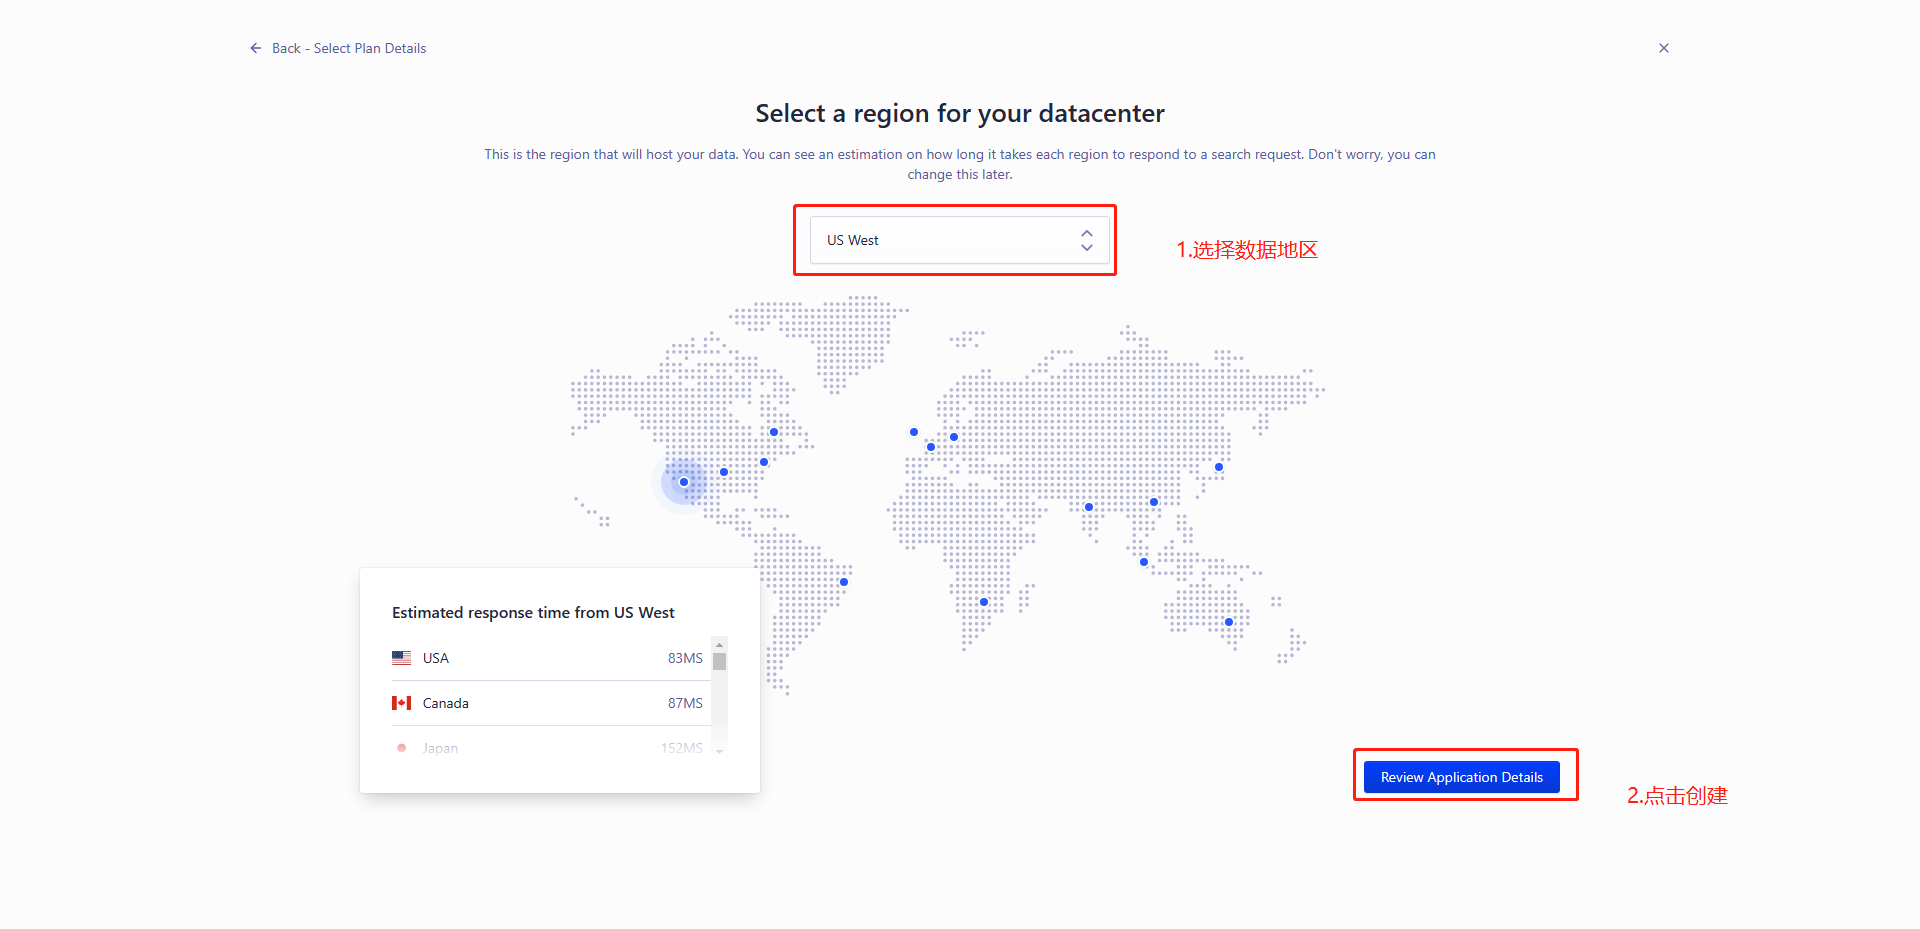 Back - Select Plan Details
Select a region for your datacenter
This is the region that will host your data. You can see an estimation on how long it takes each region to respond to a search request. Don't worry, you can
change this later.
US West
1.选择数据地区
Estimated response time from US West
USA 83MS
Canada 87MS
Japan 152MS
Review Application Details
2.点击创建